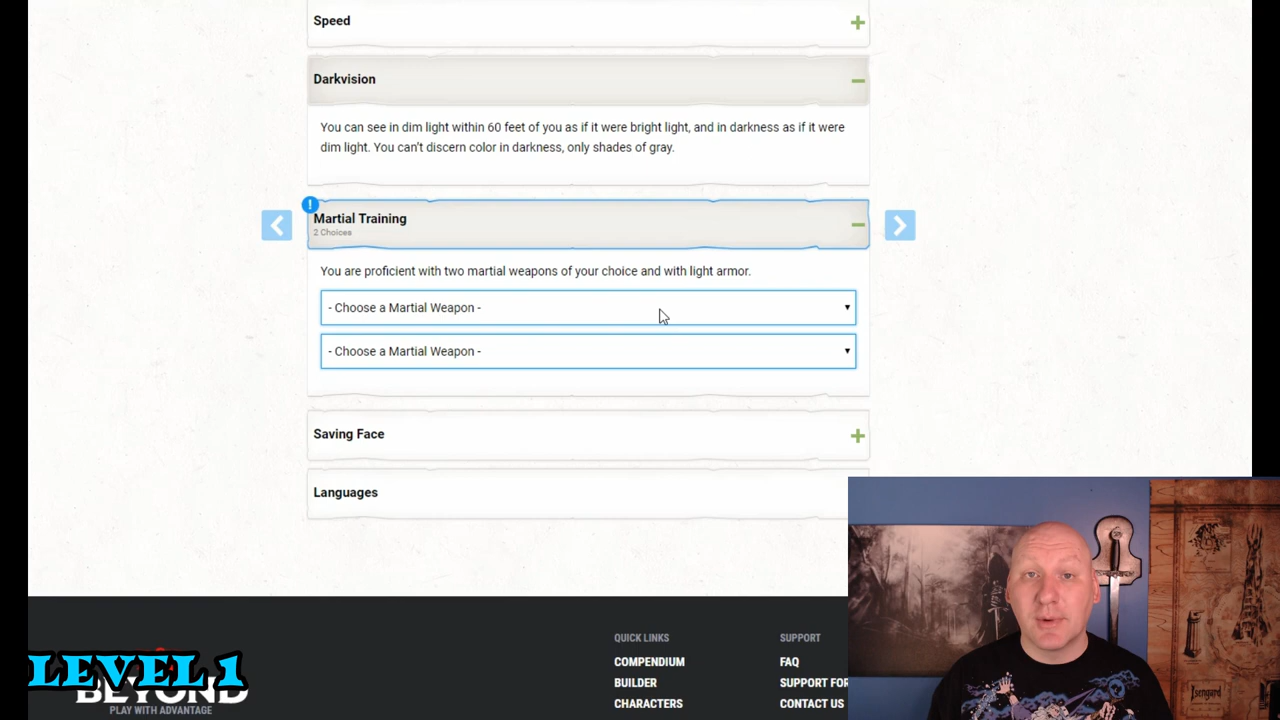 Speed
Darkvision
You can see in dim light within 60 feet of you as if it were bright light, and in darkness as if it were
dim light. You can't discern color in darkness, only shades of gray.
!
Martial Training
2 Choices
You are proficient with two martial weapons of your choice and with light armor.
- Choose a Martial Weapon -
- Choose a Martial Weapon -
Saving Face
Languages
QUICK LINKS
COMPENDIUM
BUILDER
CHARACTERS
SUPPORT
FAQ
SUPPORT FOR
CONTACT US
LEVEL 1
BEYOND
PLAY WITH ADVANTAGE
Isengard